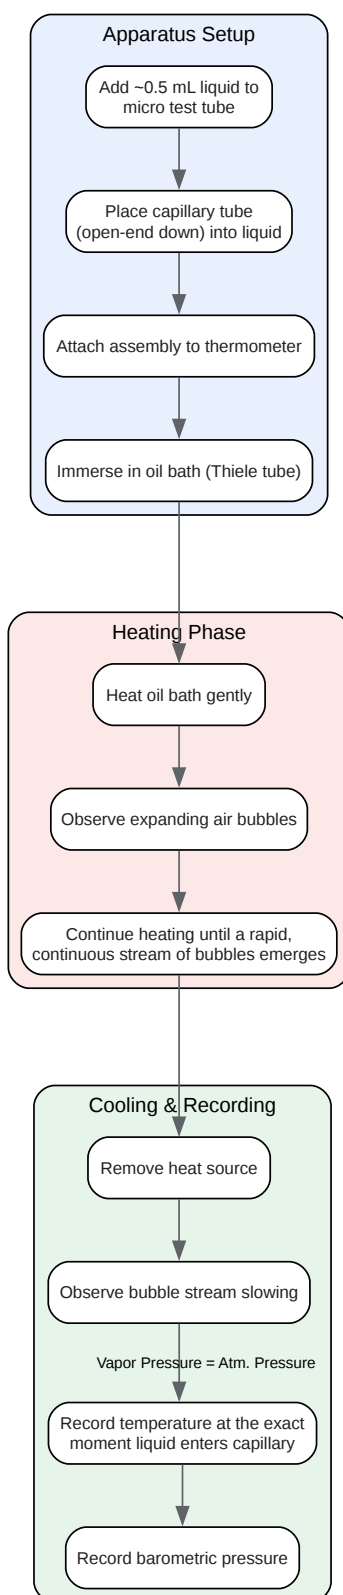 Apparatus Setup
Add ~0.5 mL liquid to
micro test tube
Place capillary tube
(open-end down) into liquid
Attach assembly to thermometer
Immerse in oil bath (Thiele tube)
Heating Phase
Heat oil bath gently
Observe expanding air bubbles
Continue heating until a rapid,
continuous stream of bubbles emerges
Cooling & Recording
Remove heat source
Observe bubble stream slowing
Vapor Pressure = Atm. Pressure
Record temperature at the exact
moment liquid enters capillary
Record barometric pressure